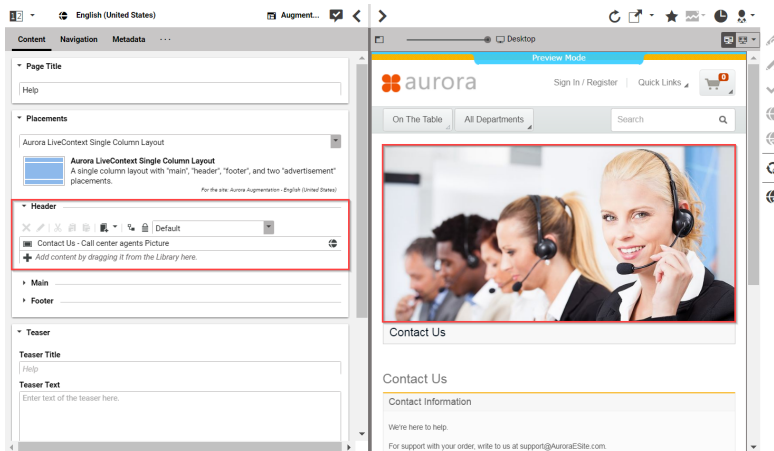 English (United States)
Augment...
Content Navigation Metadata ...
Page Title
Help
Placements
Aurora LiveContext Single Column Layout
Aurora LiveContext Single Column Layout
A single column layout with "main", "header", "footer", and two "advertisement"
placements.
For the site: Aurora Augmentation - English (United States)
Header
Default
Contact Us - Call center agents Picture
Add content by dragging it from the Library here.
Main
Footer
Teaser
Teaser Title
Help
Teaser Text
Enter text of the teaser here.
Desktop
Preview Mode
aurora
Sign In / Register
Quick Links
0
On The Table
All Departments
Search
Contact Us
Contact Us
Contact Information
We're here to help.
For support with your order, write to us at support@AuroraESite.com.